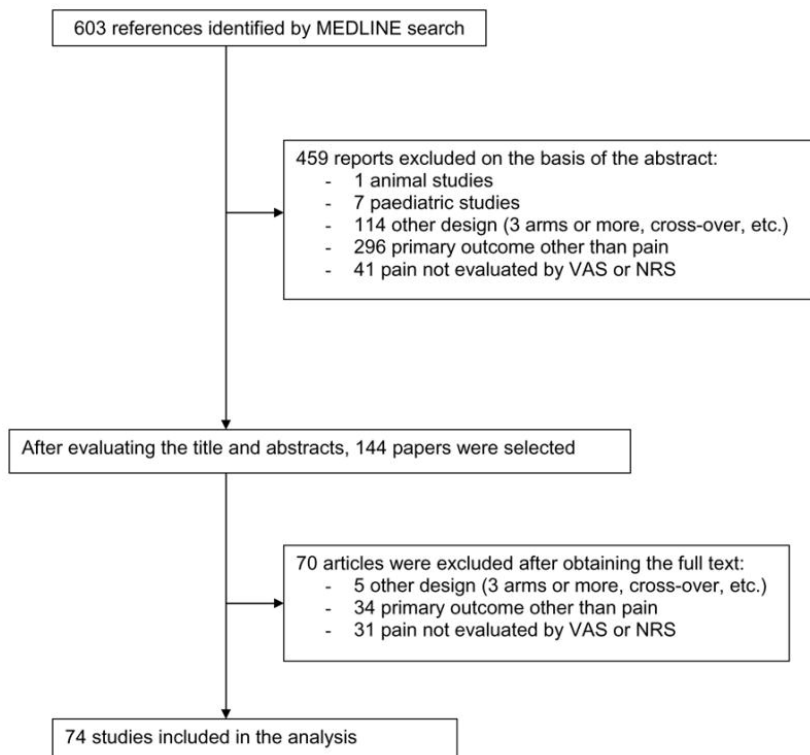 603 references identified by MEDLINE search
459 reports excluded on the basis of the abstract:
- 1 animal studies
- 7 paediatric studies
- 114 other design (3 arms or more, cross-over, etc.)
- 296 primary outcome other than pain
- 41 pain not evaluated by VAS or NRS
After evaluating the title and abstracts, 144 papers were selected
70 articles were excluded after obtaining the full text:
- 5 other design (3 arms or more, cross-over, etc.)
- 34 primary outcome other than pain
- 31 pain not evaluated by VAS or NRS
74 studies included in the analysis